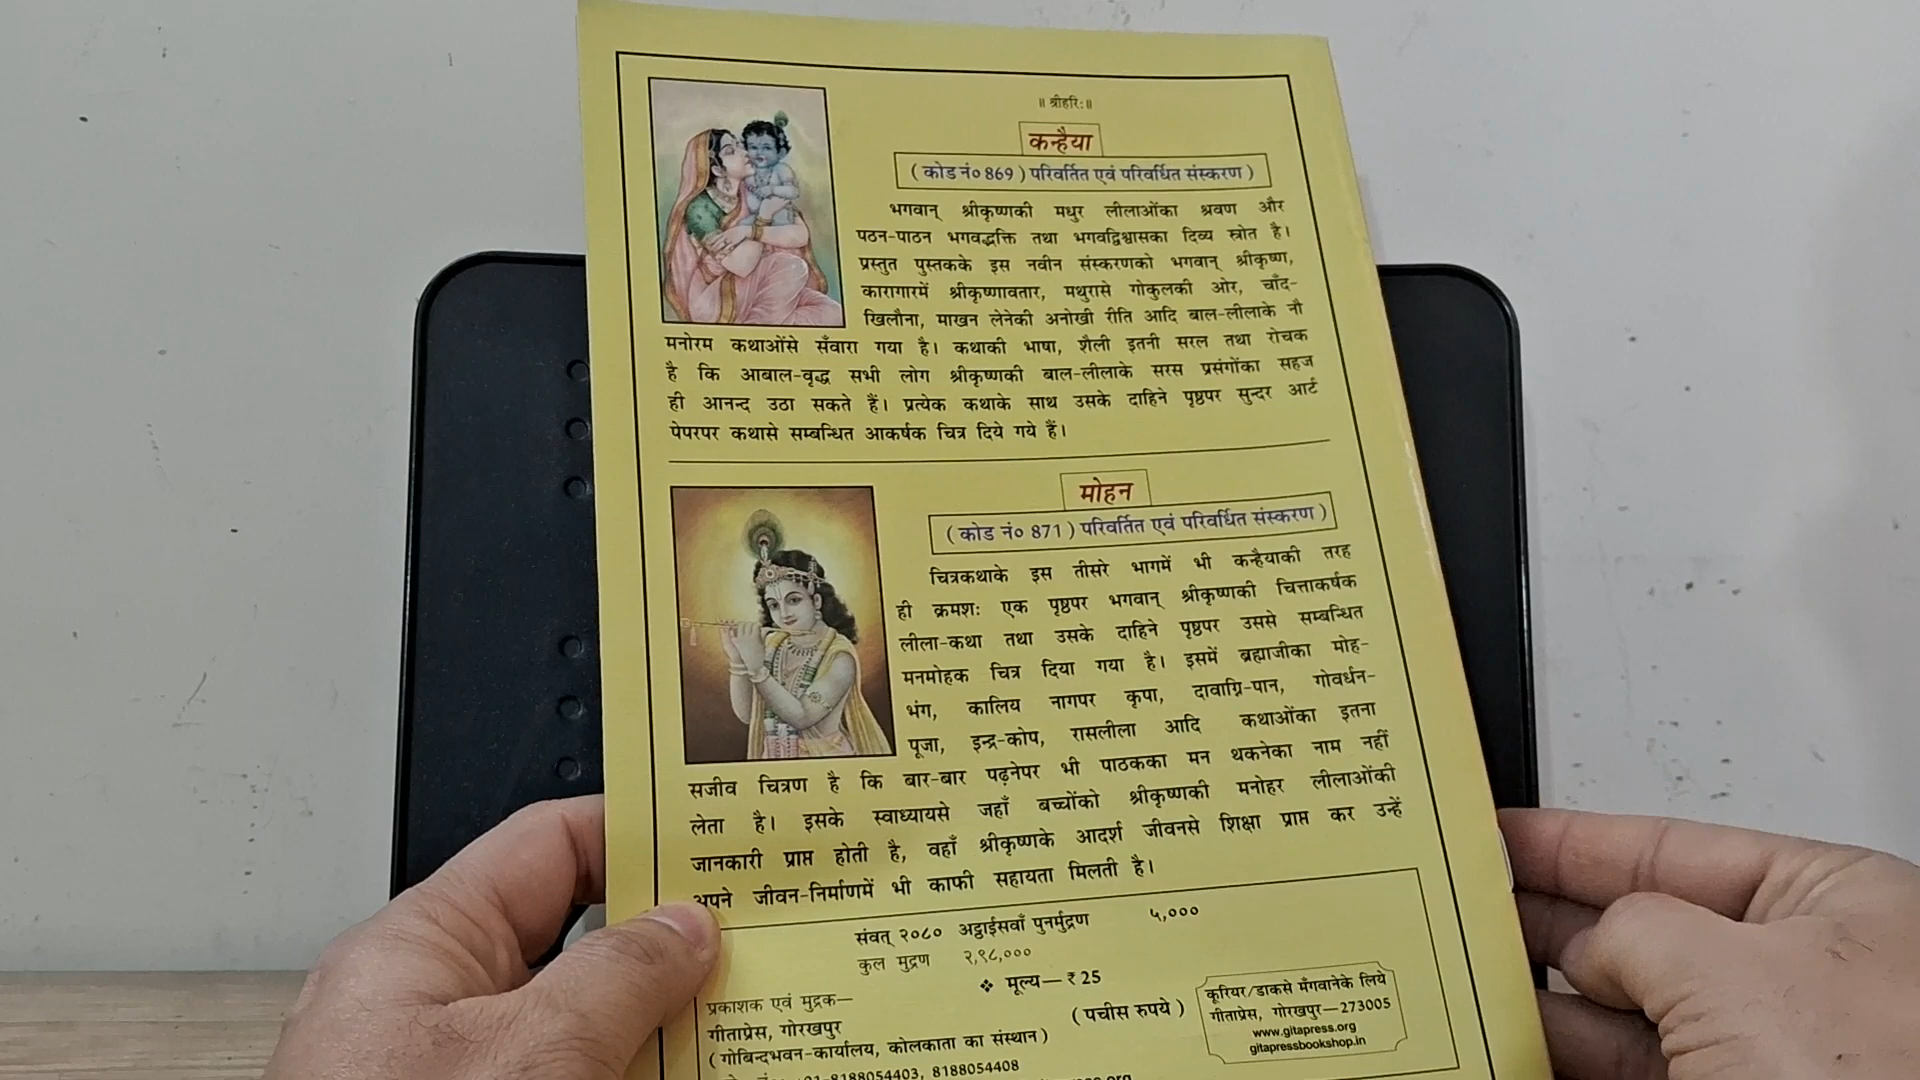 ॥ श्रीहरि:॥
कन्हैया
( कोड नं० 869 ) परिवर्तित एवं परिवर्धित संस्करण )
भगवान् श्रीकृष्णकी मधुर लीलाओंका श्रवण और
पठन-पाठन भगवद्भक्ति तथा भगवद्विश्वासका दिव्य स्त्रोत है।
प्रस्तुत पुस्तकके इस नवीन संस्करणको भगवान् श्रीकृष्ण,
कारागारमें श्रीकृष्णावतार, मथुरासे गोकुलकी ओर, चाँद-
खिलौना, माखन लेनेकी अनोखी रीति आदि बाल-लीलाके नौ
मनोरम कथाओंसे सँवारा गया है। कथाकी भाषा, शैली इतनी सरल तथा रोचक
है कि आबाल-वृद्ध सभी लोग श्रीकृष्णकी बाल-लीलाके सरस प्रसंगोंका सहज
ही आनन्द उठा सकते हैं। प्रत्येक कथाके साथ उसके दाहिने पृष्ठपर सुन्दर आर्ट
पेपरपर कथासे सम्बन्धित आकर्षक चित्र दिये गये हैं।
मोहन
( कोड नं० 871 ) परिवर्तित एवं परिवर्धित संस्करण )
चित्रकथाके इस तीसरे भागमें भी कन्हैयाकी तरह
ही क्रमशः एक पृष्ठपर भगवान् श्रीकृष्णकी चित्ताकर्षक
लीला-कथा तथा उसके दाहिने पृष्ठपर उससे सम्बन्धित
मनमोहक चित्र दिया गया है। इसमें ब्रह्माजीका मोह-
भंग, कालिय नागपर कृपा, दावाग्नि-पान, गोवर्धन-
पूजा, इन्द्र-कोप, रासलीला आदि कथाओंका इतना
सजीव चित्रण है कि बार-बार पढ़नेपर भी पाठकका मन थकनेका नाम नहीं
लेता है। इसके स्वाध्यायसे जहाँ बच्चोंको श्रीकृष्णकी मनोहर लीलाओंकी
जानकारी प्राप्त होती है, वहाँ श्रीकृष्णके आदर्श जीवनसे शिक्षा प्राप्त कर उन्हें
अपने जीवन-निर्माणमें भी काफी सहायता मिलती है।
संवत् २०८० अट्ठाईसवाँ पुनर्मुद्रण ५,०००
कुल मुद्रण २,९८,०००
❖ मूल्य— ₹ 25
( पचीस रुपये )
प्रकाशक एवं मुद्रक—
गीताप्रेस, गोरखपुर
( गोबिन्दभवन-कार्यालय, कोलकाता का संस्थान )
8188054403, 8188054408
कूरियर/डाकसे मँगवानेके लिये
गीताप्रेस, गोरखपुर—273005
www.gitapress.org
gitapressbookshop.in